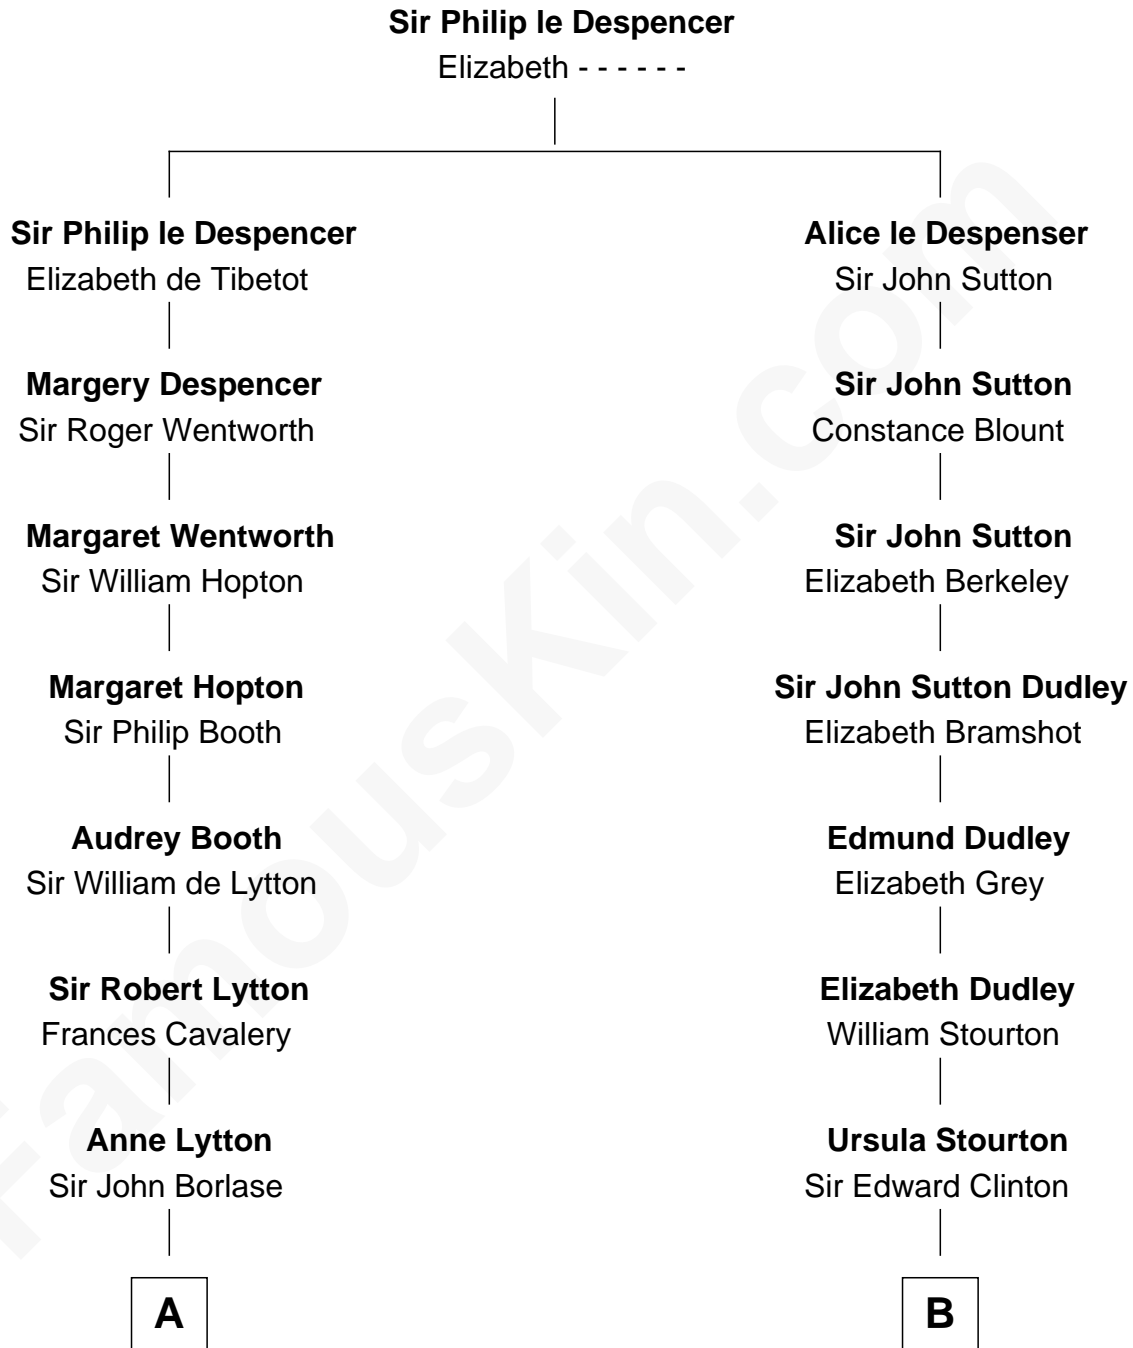 Sir Philip le Despencer
Elizabeth - - - - - -
Sir Philip le Despencer
Elizabeth de Tibetot
Alice le Despenser
Sir John Sutton
Margery Despencer
Sir Roger Wentworth
Sir John Sutton
Constance Blount
Margaret Wentworth
Sir William Hopton
Sir John Sutton
Elizabeth Berkeley
Margaret Hopton
Sir Philip Booth
Sir John Sutton Dudley
Elizabeth Bramshot
Audrey Booth
Sir William de Lytton
Edmund Dudley
Elizabeth Grey
Sir Robert Lytton
Frances Cavalery
Elizabeth Dudley
William Stourton
Anne Lytton
Sir John Borlase
Ursula Stourton
Sir Edward Clinton
A
B
FamousKin.com